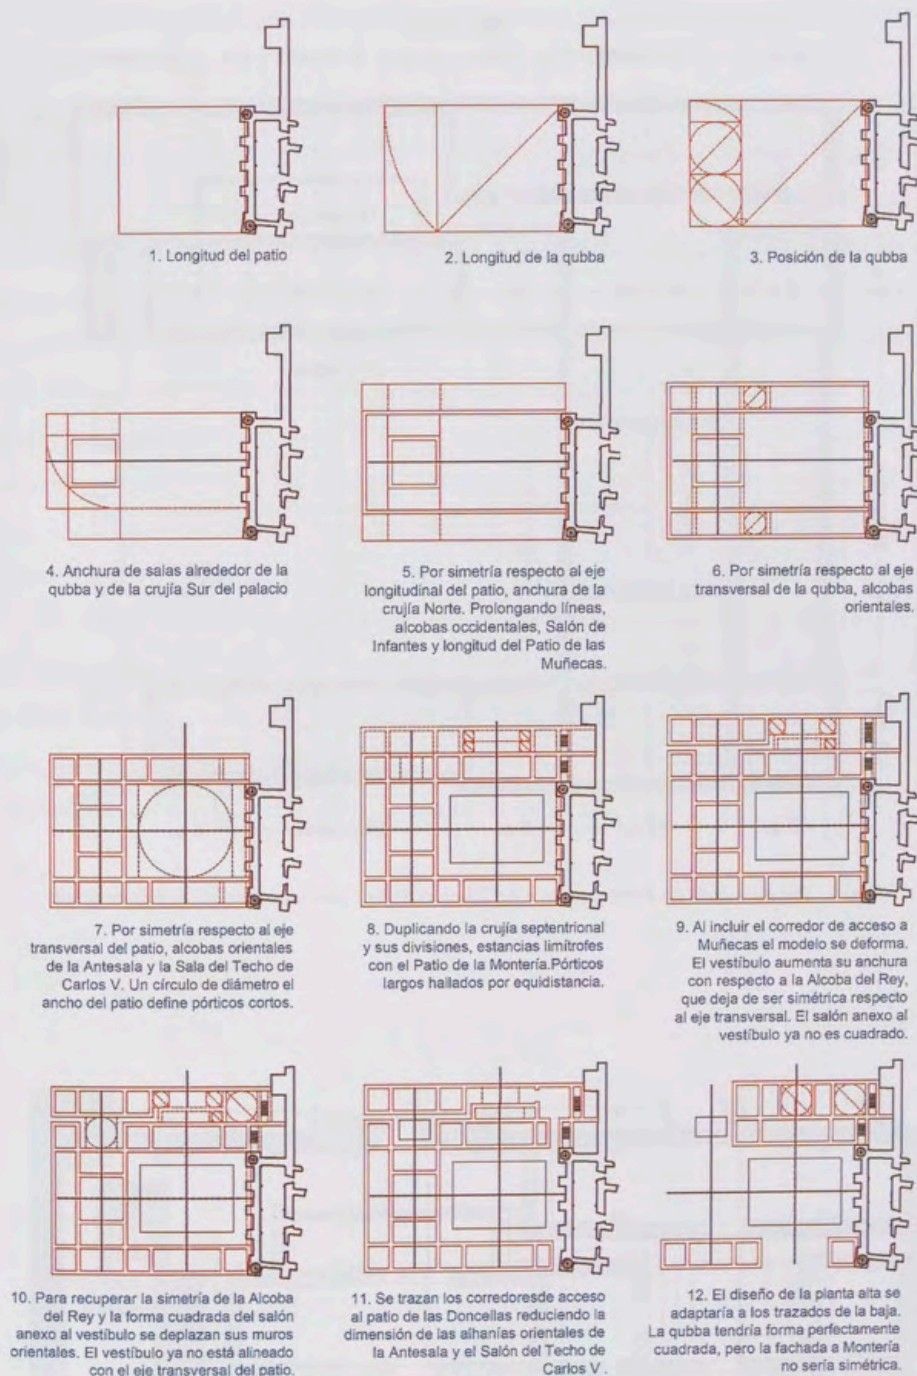 1. Longitud del patio
2. Longitud de la qubba
3. Posición de la qubba
4. Anchura de salas alrededor de la
qubba y de la crujía Sur del palacio
5. Por simetría respecto al eje
longitudinal del patio, anchura de la
crujía Norte. Prolongando líneas,
alcobas occidentales, Salón de
Infantes y longitud del Patio de las
Muñecas.
6. Por simetría respecto al eje
transversal de la qubba, alcobas
orientales.
7. Por simetría respecto al eje
transversal del patio, alcobas orientales
de la Antesala y la Sala del Techo de
Carlos V. Un círculo de diámetro el
ancho del patio define pórticos cortos.
8. Duplicando la crujía septentrional
y sus divisiones, estancias limítrofes
con el Patio de la Montería.Pórticos
largos hallados por equidistancia.
9. Al incluir el corredor de acceso a
Muñecas el modelo se deforma.
El vestíbulo aumenta su anchura
con respecto a la Alcoba del Rey,
que deja de ser simétrica respecto
al eje transversal. El salón anexo al
vestíbulo ya no es cuadrado.
10. Para recuperar la simetría de la Alcoba
del Rey y la forma cuadrada del salón
anexo al vestíbulo se deplazan sus muros
orientales. El vestíbulo ya no está alineado
con el eje transversal del patio.
11. Se trazan los corredoresde acceso
al patio de las Doncellas reduciendo la
dimensión de las alhanías orientales de
la Antesala y el Salón del Techo de
Carlos V .
12. El diseño de la planta alta se
adaptaría a los trazados de la baja.
La qubba tendría forma perfectamente
cuadrada, pero la fachada a Montería
no sería simétrica.